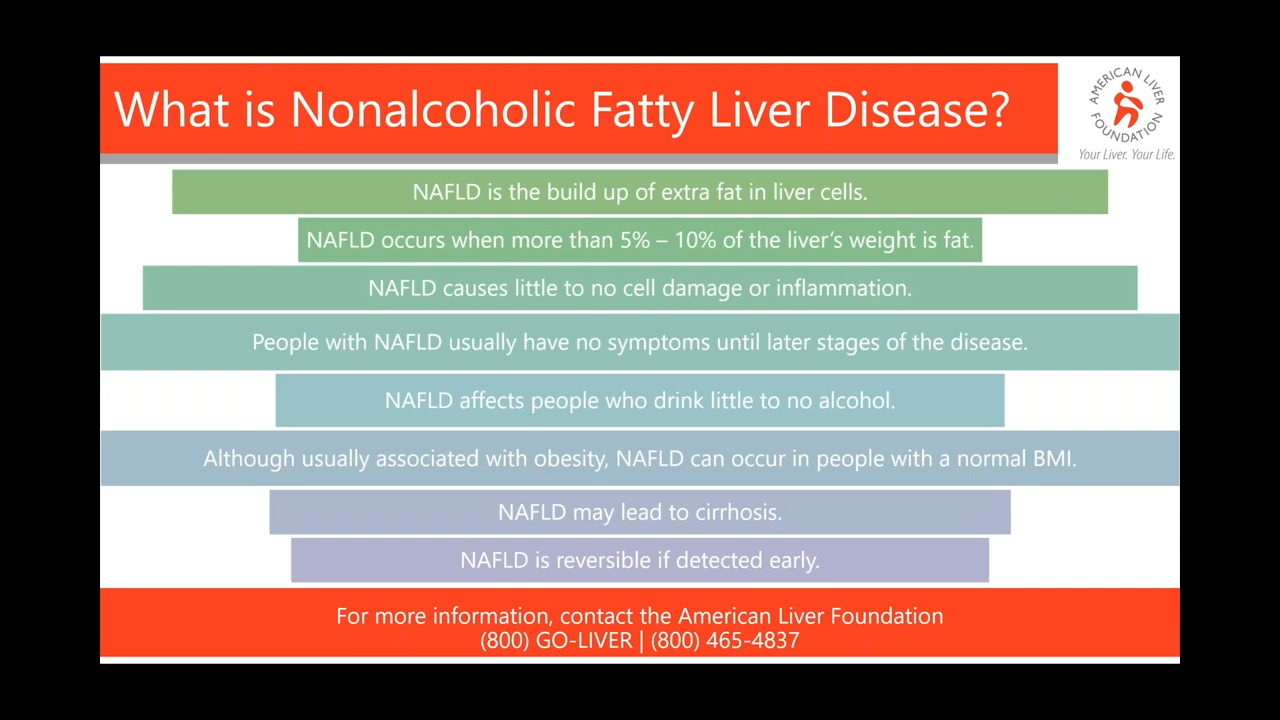 What is Nonalcoholic Fatty Liver Disease?
AMERICAN LIVER FOUNDATION
Your Liver. Your Life.
NAFLD is the build up of extra fat in liver cells.
NAFLD occurs when more than 5% – 10% of the liver's weight is fat.
NAFLD causes little to no cell damage or inflammation.
People with NAFLD usually have no symptoms until later stages of the disease.
NAFLD affects people who drink little to no alcohol.
Although usually associated with obesity, NAFLD can occur in people with a normal BMI.
NAFLD may lead to cirrhosis.
NAFLD is reversible if detected early.
For more information, contact the American Liver Foundation
(800) GO-LIVER | (800) 465-4837